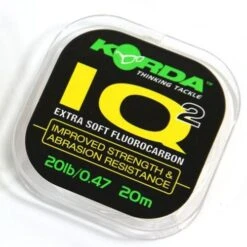 KORDA
THINKING TACKLE
IQ2
EXTRA SOFT FLUOROCARBON
IMPROVED STRENGTH &
ABRASION RESISTANCE
20lb/0.47 20m